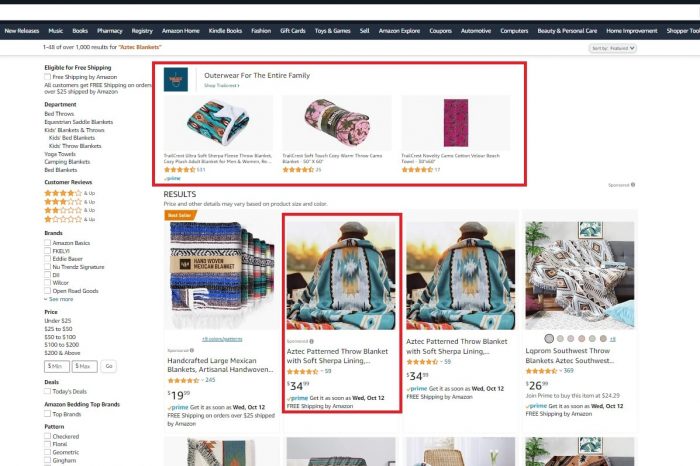 New Releases Music Books Pharmacy Registry Amazon Home Kindle Books Fashion Gift Cards Toys & Games Sell Amazon Explore Coupons Automotive Computers Beauty & Personal Care Home Improvement Shopper Tool
1-48 of over 1,000 results for "Aztec Blankets"
Sort by: Featured
Eligible for Free Shipping
Free Shipping by Amazon
All customers get FREE Shipping on orders
over $25 shipped by Amazon
Department
Bed Throws
Equestrian Saddle Blankets
Kids' Blankets & Throws
Kids' Bed Blankets
Kids' Throw Blankets
Yoga Towels
Camping Blankets
Bed Blankets
Customer Reviews
& Up
& Up
& Up
& Up
Brands
Amazon Basics
FKELYI
Eddie Bauer
Nu Trendz Signature
DII
Wilcor
Open Road Goods
See more
Price
Under $25
$25 to $50
$50 to $100
$100 to $200
$200 & Above
$ Min $ Max Go
Deals
Today's Deals
Amazon Bedding Top Brands
Top Brands
Pattern
Checkered
Floral
Geometric
Gingham
Outerwear For The Entire Family
Shop Trailcrest
TrailCrest Ultra Soft Sherpa Fleece Throw Blanket,
Cozy Plush Adult Blanket for Men & Women, Ro...
531
prime
TrailCrest Soft Touch Cozy Warm Throw Camo
Blanket - 50" X 60"
25
TrailCrest Novelty Camo Cotton Velour Beach
Towel - 30"x60"
17
Sponsored
RESULTS
Price and other details may vary based on product size and color.
Best Seller
HAND WOVEN
MEXICAN BLANKET
+9 colors/patterns
Sponsored
Handcrafted Large Mexican
Blankets, Artisanal Handwoven...
245
$19.99
prime Get it as soon as Wed, Oct 12
FREE Shipping on orders over $25
shipped by Amazon
Sponsored
Aztec Patterned Throw Blanket
with Soft Sherpa Lining,...
59
$34.99
prime Get it as soon as Wed, Oct 12
FREE Shipping by Amazon
Aztec Patterned Throw Blanket
with Soft Sherpa Lining,...
59
$34.99
prime Get it as soon as Wed, Oct 12
FREE Shipping by Amazon
+8
Lqprom Southwest Throw
Blankets Aztec Southwest...
369
$26.99
Join Prime to buy this item at $24.29
prime Get it as soon as Wed, Oct 12
FREE Shipping by Amazon